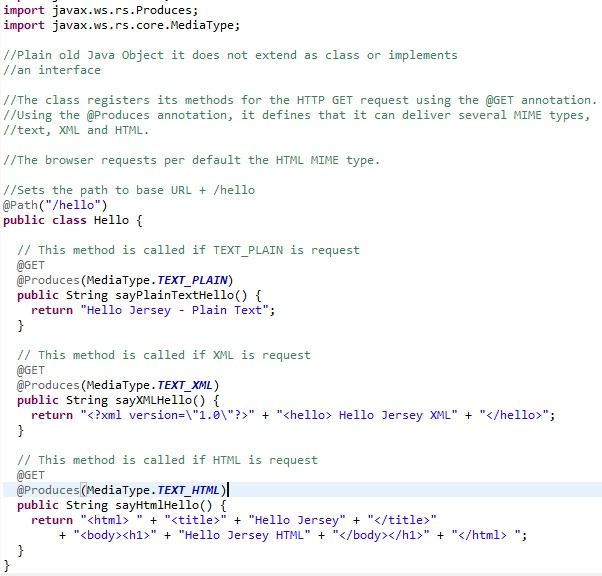 import javax.ws.rs.Produces;
import javax.ws.rs.core.MediaType;

//Plain old Java Object it does not extend as class or implements
//an interface

//The class registers its methods for the HTTP GET request using the @GET annotation.
//Using the @Produces annotation, it defines that it can deliver several MIME types,
//text, XML and HTML.

//The browser requests per default the HTML MIME type.

//Sets the path to base URL + /hello
@Path("/hello")
public class Hello {

  // This method is called if TEXT_PLAIN is request
  @GET
  @Produces(MediaType.TEXT_PLAIN)
  public String sayPlainTextHello() {
    return "Hello Jersey - Plain Text";
  }

  // This method is called if XML is request
  @GET
  @Produces(MediaType.TEXT_XML)
  public String sayXMLHello() {
    return "<?xml version=\"1.0\"?>" + "<hello> Hello Jersey XML" + "</hello>";
  }

  // This method is called if HTML is request
  @GET
  @Produces(MediaType.TEXT_HTML)
  public String sayHtmlHello() {
    return "<html> " + "<title>" + "Hello Jersey" + "</title>"
        + "<body><h1>" + "Hello Jersey HTML" + "</body></h1>" + "</html> ";
  }
}